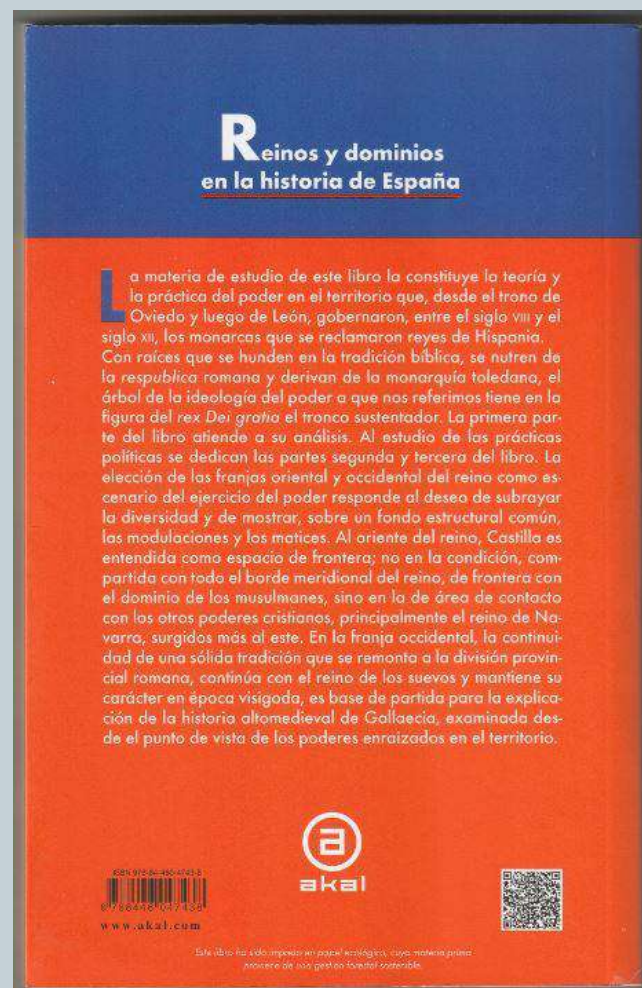 Reinos y dominios
en la historia de España
La materia de estudio de este libro la constituye la teoría y
la práctica del poder en el territorio que, desde el trono de
Oviedo y luego de León, gobernaron, entre el siglo VIII y el
siglo XII, los monarcas que se reclamaron reyes de Hispania.
Con raíces que se hunden en la tradición bíblica, se nutren de
la respublica romana y derivan de la monarquía toledana, el
árbol de la ideología del poder a que nos referimos tiene en la
figura del rex Dei gratia el tronco sustentador. La primera par-
te del libro atiende a su análisis. Al estudio de las prácticas
políticas se dedican las partes segunda y tercera del libro. La
elección de las franjas oriental y occidental del reino como es-
cenario del ejercicio del poder responde al deseo de subrayar
la diversidad y de mostrar, sobre un fondo estructural común,
las modulaciones y los matices. Al oriente del reino, Castilla es
entendida como espacio de frontera; no en la condición, com-
partida con todo el borde meridional del reino, de frontera con
el dominio de los musulmanes, sino en la de área de contacto
con los otros poderes cristianos, principalmente el reino de Na-
varra, surgidos más al este. En la franja occidental, la continui-
dad de una sólida tradición que se remonta a la división provin-
cial romana, continúa con el reino de los suevos y mantiene su
carácter en época visigoda, es base de partida para la explica-
ción de la historia altomedieval de Gallaecia, examinada des-
de el punto de vista de los poderes enraizados en el territorio.
a
akal
ISBN 978-84-460-4743-8
9 788446 047438
www.akal.com
Este libro ha sido impreso en papel ecológico, cuya materia prima
proviene de una gestión forestal sostenible.